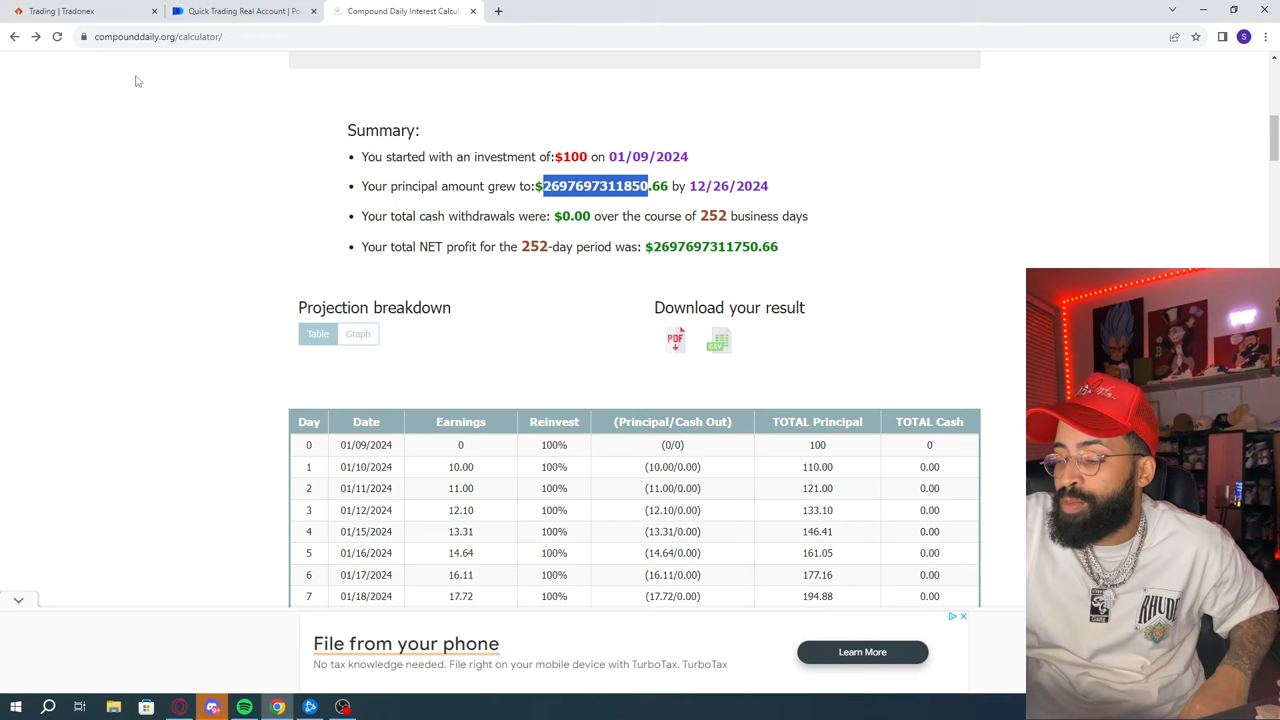 Trading | Tradonex
Quick Trading Real Account | Po
Compound Daily Interest Calcul
compounddaily.org/calculator/
S
Summary:
• You started with an investment of:$100 on 01/09/2024
• Your principal amount grew to:$2697697311850.66 by 12/26/2024
• Your total cash withdrawals were: $0.00 over the course of 252 business days
• Your total NET profit for the 252-day period was: $2697697311750.66
Projection breakdown
Table Graph
Download your result
PDF
CSV
Day Date Earnings Reinvest (Principal/Cash Out) TOTAL Principal TOTAL Cash
0 01/09/2024 0 100% (0/0) 100 0
1 01/10/2024 10.00 100% (10.00/0.00) 110.00 0.00
2 01/11/2024 11.00 100% (11.00/0.00) 121.00 0.00
3 01/12/2024 12.10 100% (12.10/0.00) 133.10 0.00
4 01/15/2024 13.31 100% (13.31/0.00) 146.41 0.00
5 01/16/2024 14.64 100% (14.64/0.00) 161.05 0.00
6 01/17/2024 16.11 100% (16.11/0.00) 177.16 0.00
7 01/18/2024 17.72 100% (17.72/0.00) 194.88 0.00
File from your phone
No tax knowledge needed. File right on your mobile device with TurboTax. TurboTax
Learn More
RHUDE